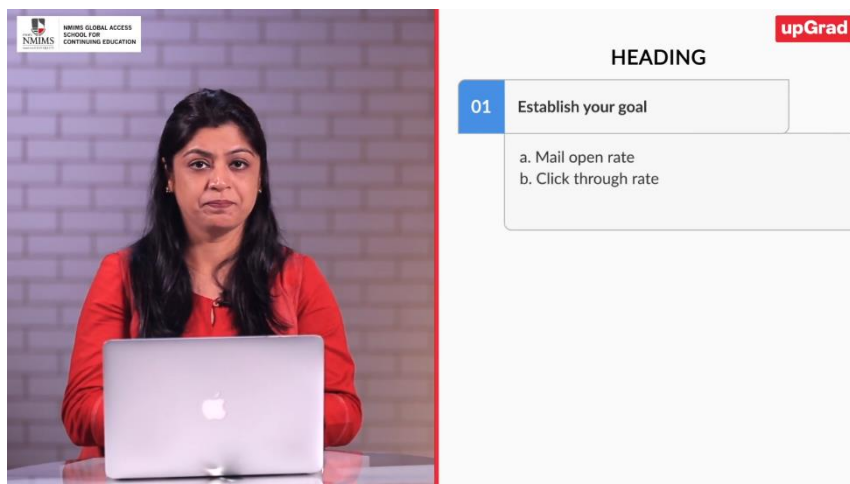 NMIMS
NMIMS GLOBAL ACCESS
SCHOOL FOR
CONTINUING EDUCATION
upGrad
HEADING
01 Establish your goal
a. Mail open rate
b. Click through rate